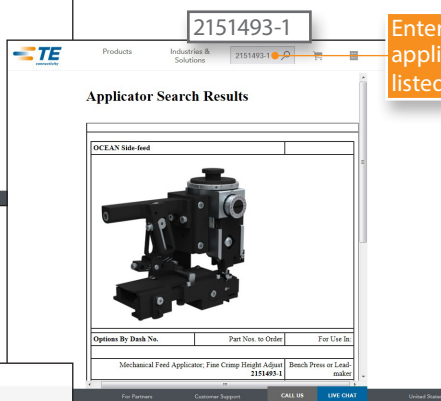 2151493-1
Enter
applic
listed
TE
connectivity
Products
Industries &
Solutions
2151493-1
Applicator Search Results
OCEAN Side-feed
Options By Dash No.
Part Nos. to Order
For Use In:
Mechanical Feed Applicator; Fine Crimp Height Adjust
2151493-1
Bench Press or Lead-
maker
For Partners
Customer Support
CALL US
LIVE CHAT
United State